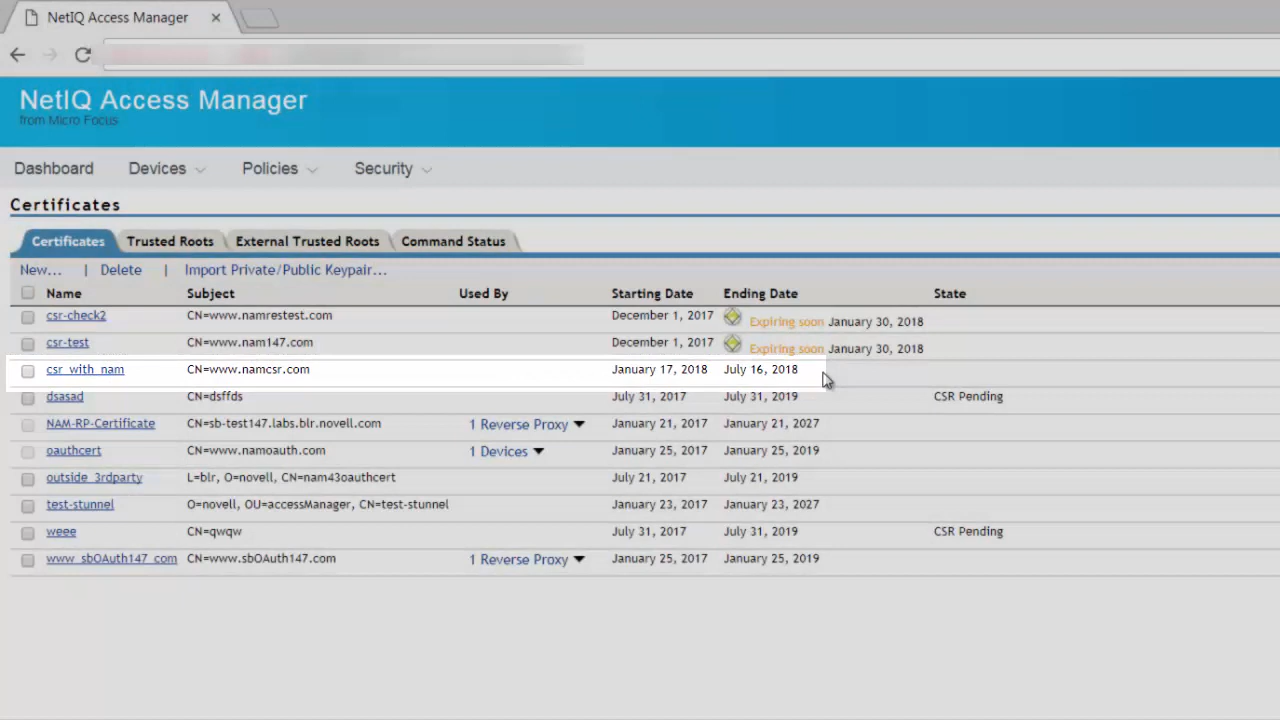 NetIQ Access Manager
NetIQ Access Manager
from Micro Focus
Dashboard Devices Policies Security
Certificates
Certificates Trusted Roots External Trusted Roots Command Status
New... | Delete | Import Private/Public Keypair...
Name Subject Used By Starting Date Ending Date State
csr-check2 CN=www.namrestest.com December 1, 2017 Expiring soon January 30, 2018
csr-test CN=www.nam147.com December 1, 2017 Expiring soon January 30, 2018
csr_with_nam CN=www.namcsr.com January 17, 2018 July 16, 2018
dsasad CN=dsffds July 31, 2017 July 31, 2019 CSR Pending
NAM-RP-Certificate CN=sb-test147.labs.blr.novell.com 1 Reverse Proxy January 21, 2017 January 21, 2027
oauthcert CN=www.namoauth.com 1 Devices January 25, 2017 January 25, 2019
outside_3rdparty L=blr, O=novell, CN=nam43oauthcert July 21, 2017 July 21, 2019
test-stunnel O=novell, OU=accessManager, CN=test-stunnel January 23, 2017 January 23, 2027
weee CN=qwqw July 31, 2017 July 31, 2019 CSR Pending
www_sbOAuth147_com CN=www.sbOAuth147.com 1 Reverse Proxy January 25, 2017 January 25, 2019